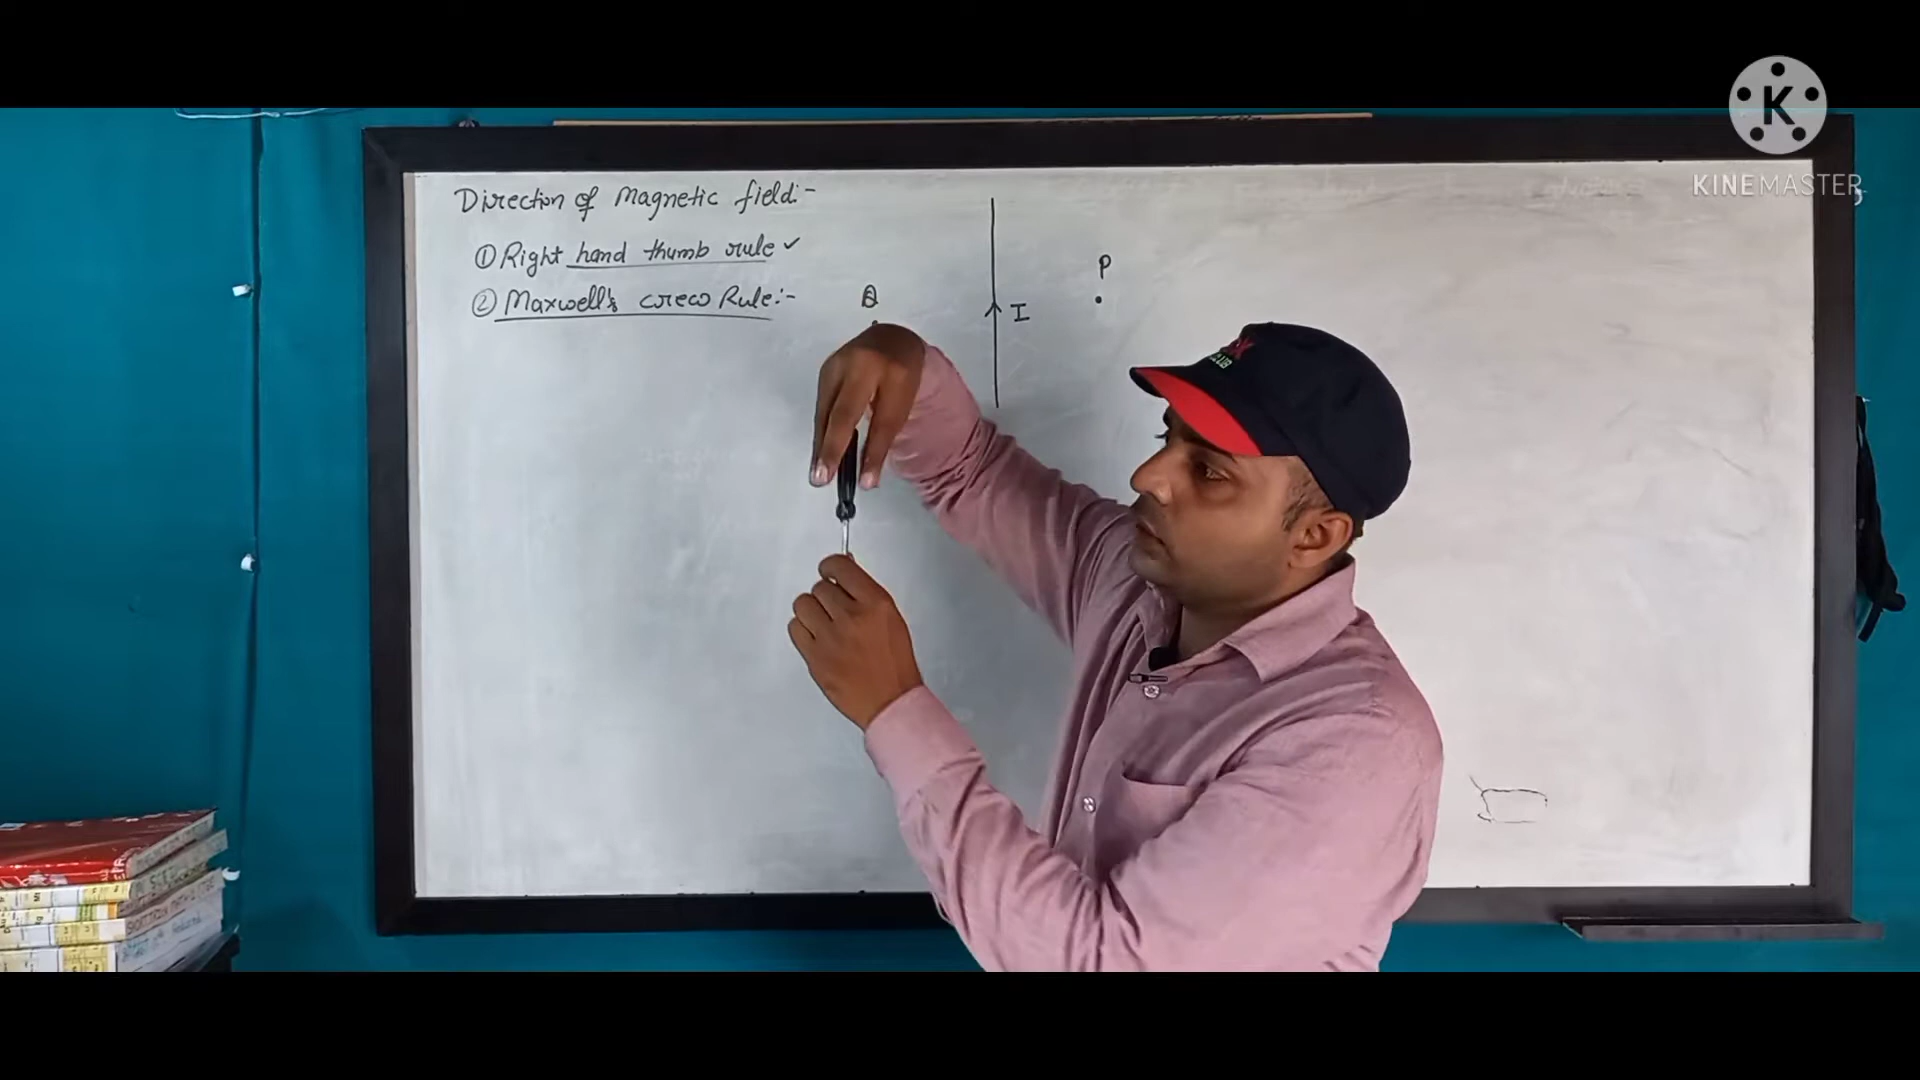 Direction of Magnetic field:-
① Right hand thumb rule ✓
② Maxwell's crew Rule:-
Q
I
P
K
KINEMASTER